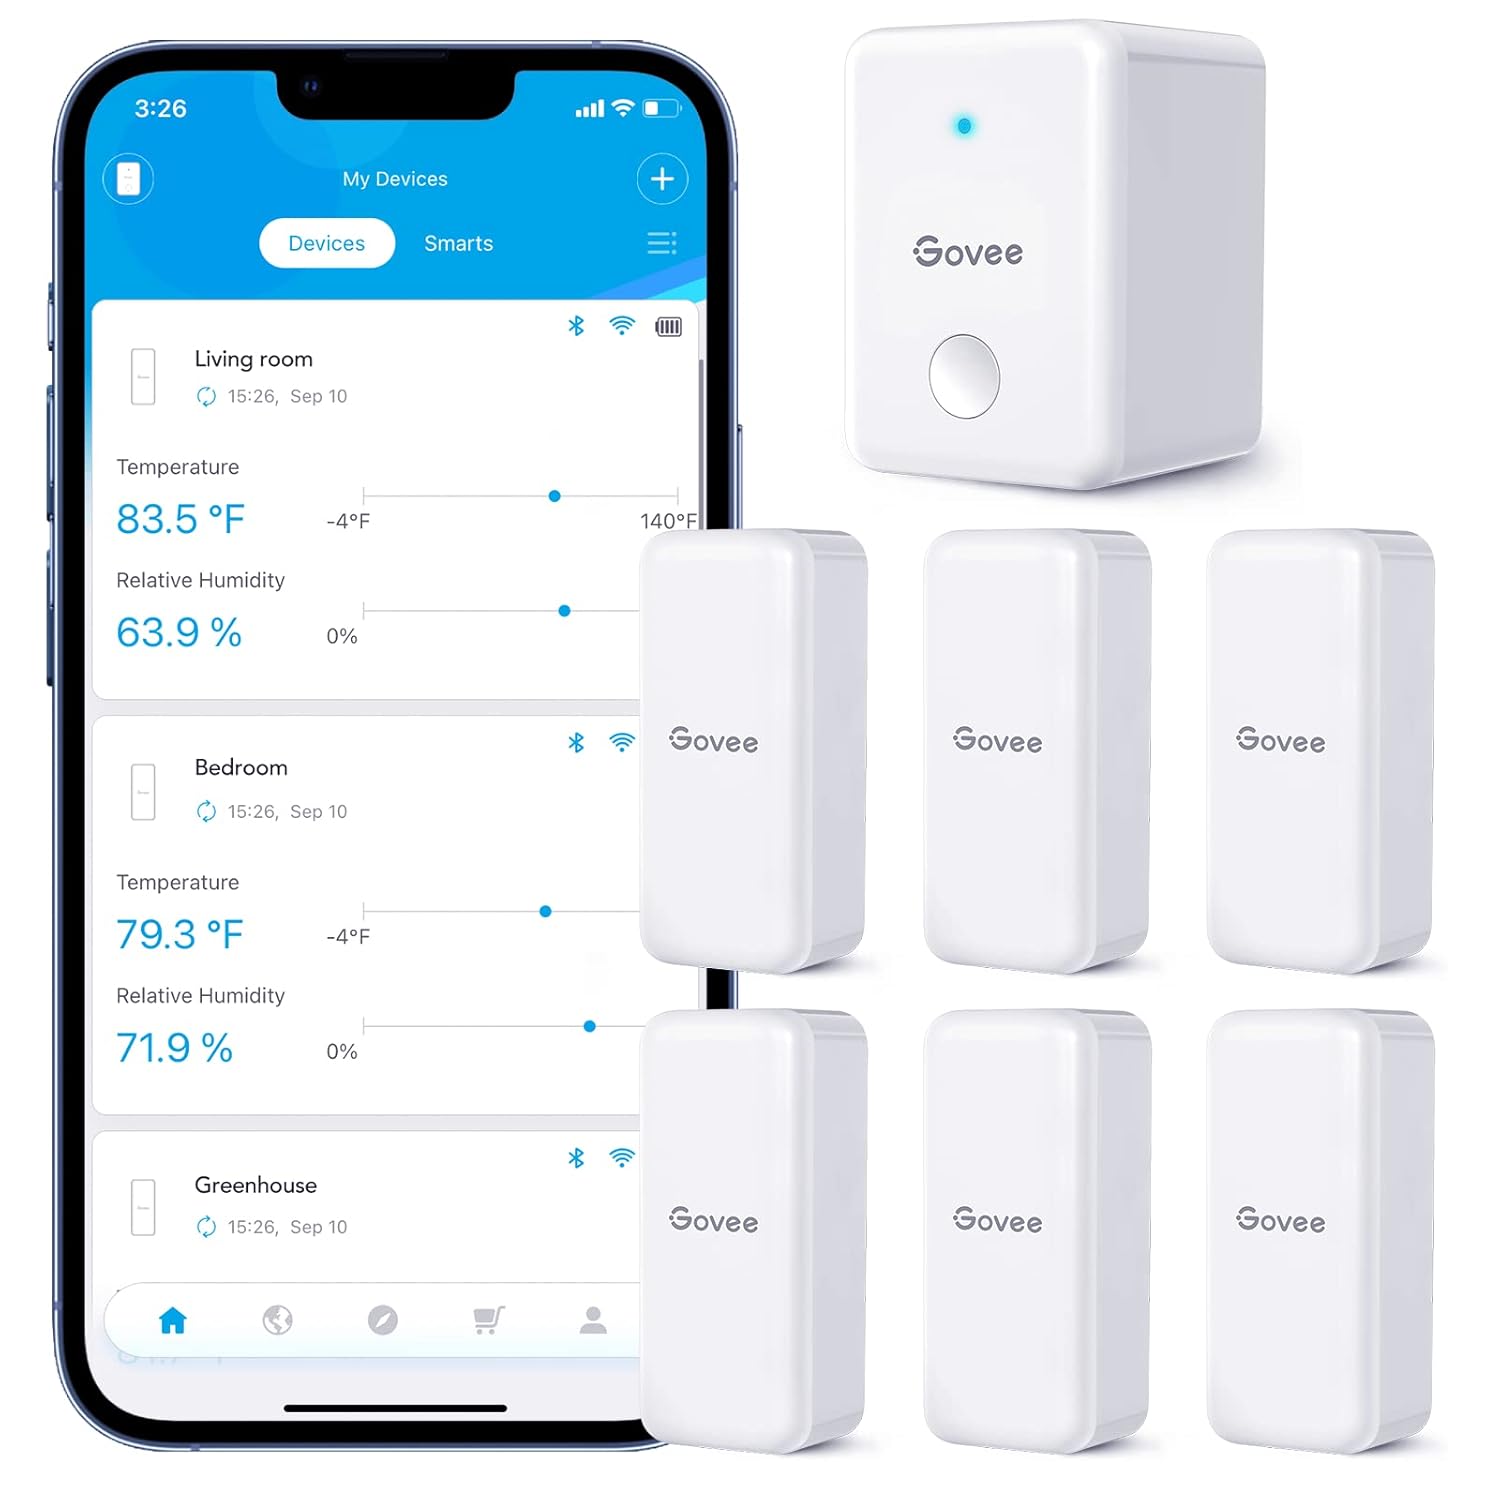 3:26
My Devices
Devices Smarts
Living room
15:26, Sep 10
Temperature
83.5 °F
-4°F 140°F
Relative Humidity
63.9 %
0%
Bedroom
15:26, Sep 10
Temperature
79.3 °F
-4°F
Relative Humidity
71.9 %
0%
Greenhouse
15:26, Sep 10
Govee
Govee
Govee
Govee
Govee
Govee
Govee